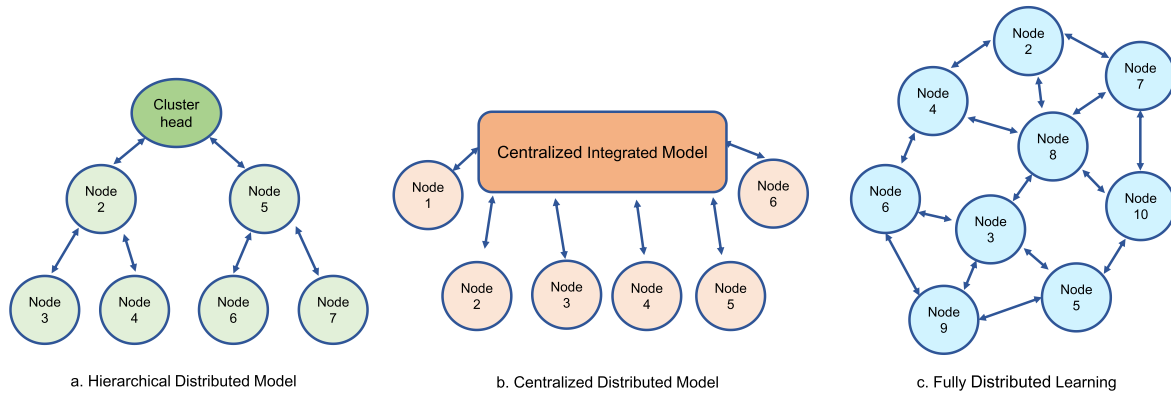 Cluster
head
Node
2
Node
5
Node
3
Node
4
Node
6
Node
7
a. Hierarchical Distributed Model
Centralized Integrated Model
Node
1
Node
6
Node
2
Node
3
Node
4
Node
5
b. Centralized Distributed Model
Node
2
Node
7
Node
4
Node
8
Node
6
Node
10
Node
3
Node
5
Node
9
c. Fully Distributed Learning